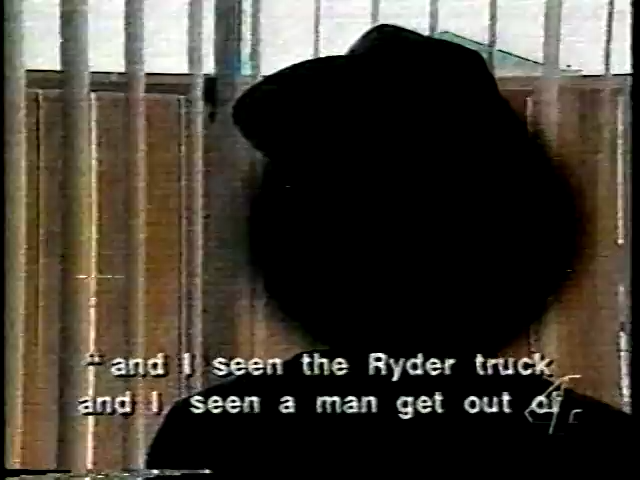 "and I seen the Ryder truck
and I seen a man get out of